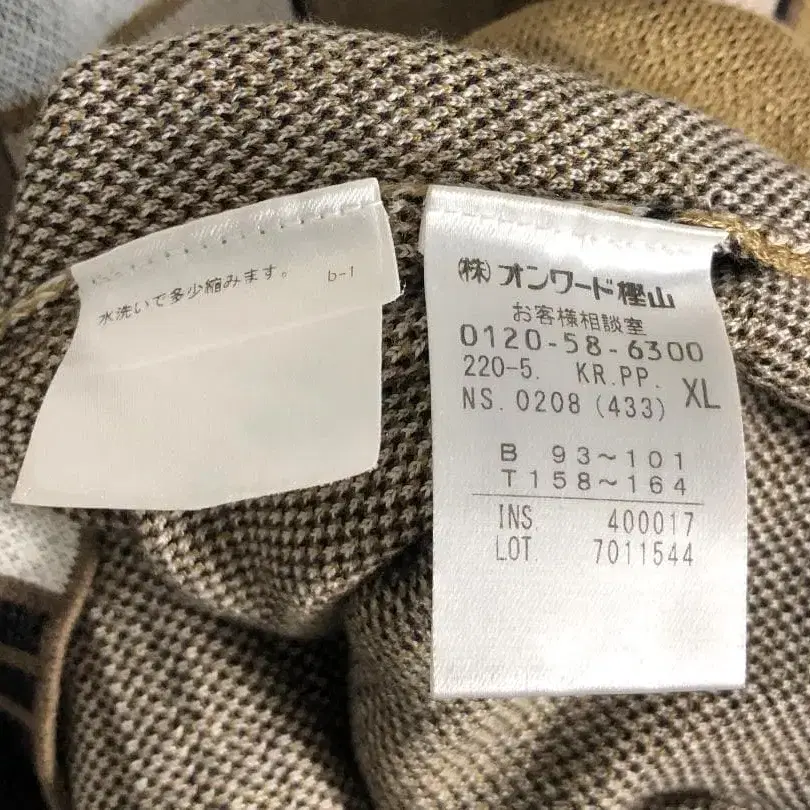 水洗いで多少縮みます。 b-1
㈱オンワード樫山
お客様相談室
0120-58-6300
220-5. KR.PP. XL
NS. 0208 (433)
B 93〜101
T 158〜164
INS. 400017
LOT. 7011544